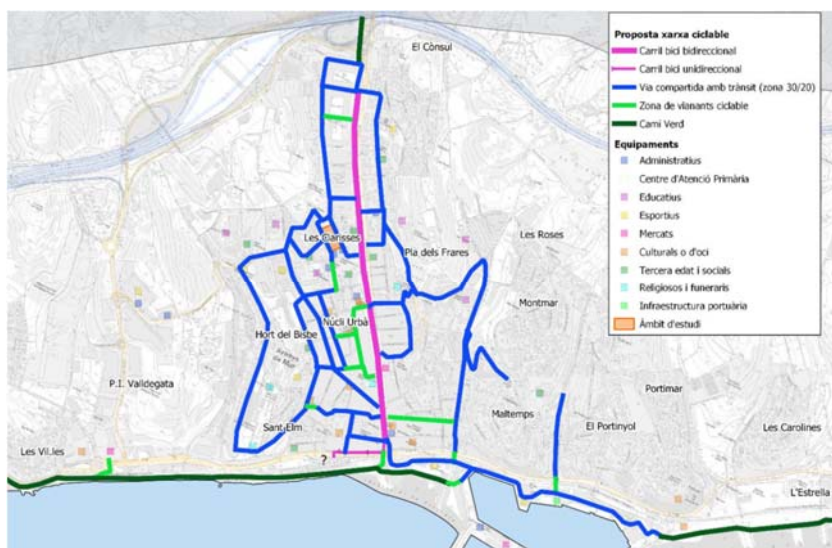 El Cònsul
Les Clarisses
Pla dels Frares
Les Roses
Montmar
Nucli Urbà
Hort del Bisbe
P.I. Valldegata
Portimar
Sant Elm
Maltemps
El Portinyol
Les Carolines
Les Vil.les
?
L'Estrella
Proposta xarxa ciclable
Carril bici bidireccional
Carril bici unidireccional
Via compartida amb trànsit (zona 30/20)
Zona de vianants ciclable
Camí Verd
Equipaments
Administratius
Centre d'Atenció Primària
Educatius
Esportius
Mercats
Culturals o d'oci
Tercera edat i socials
Religiosos i funeraris
Infraestructura portuària
Àmbit d'estudi